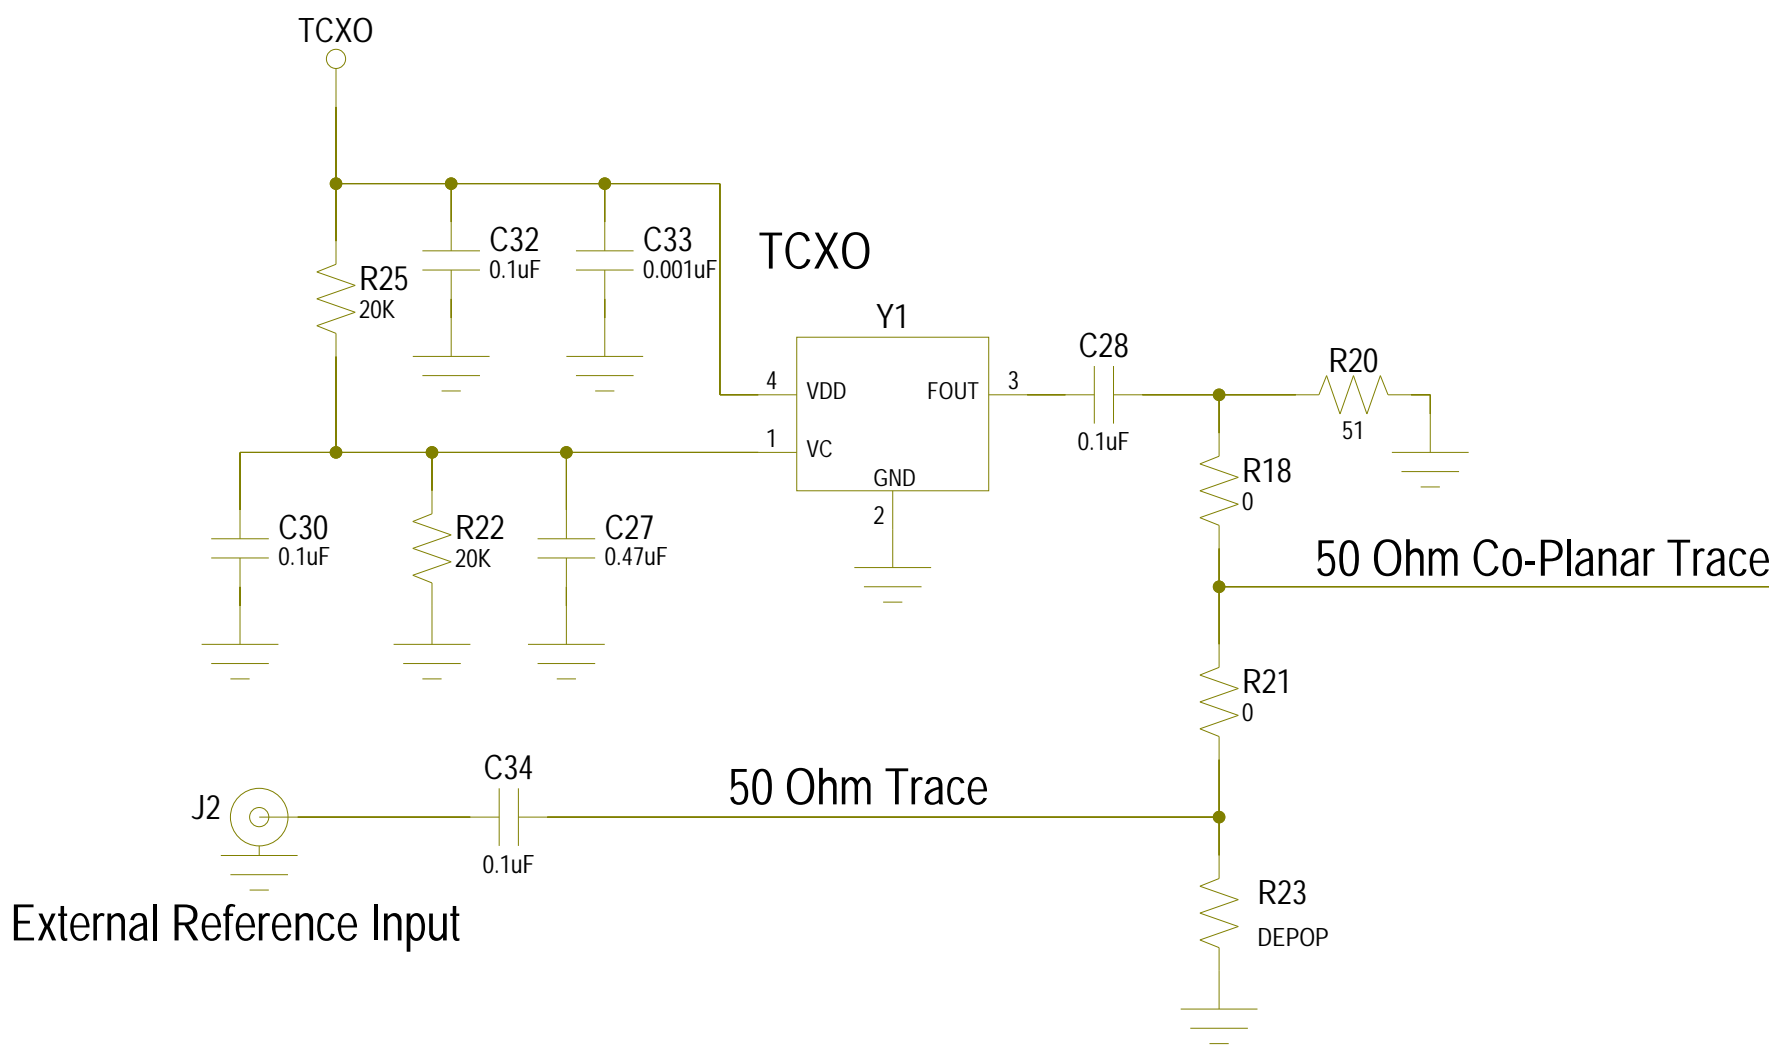 TCXO
C32
0.1uF
C33
0.001uF
TCXO
R25
20K
Y1
4
VDD
FOUT
3
1
VC
GND
2
C28
0.1uF
R20
51
R18
0
C30
0.1uF
R22
20K
C27
0.47uF
50 Ohm Co-Planar Trace
R21
0
J2
C34
0.1uF
50 Ohm Trace
R23
DEPOP
External Reference Input